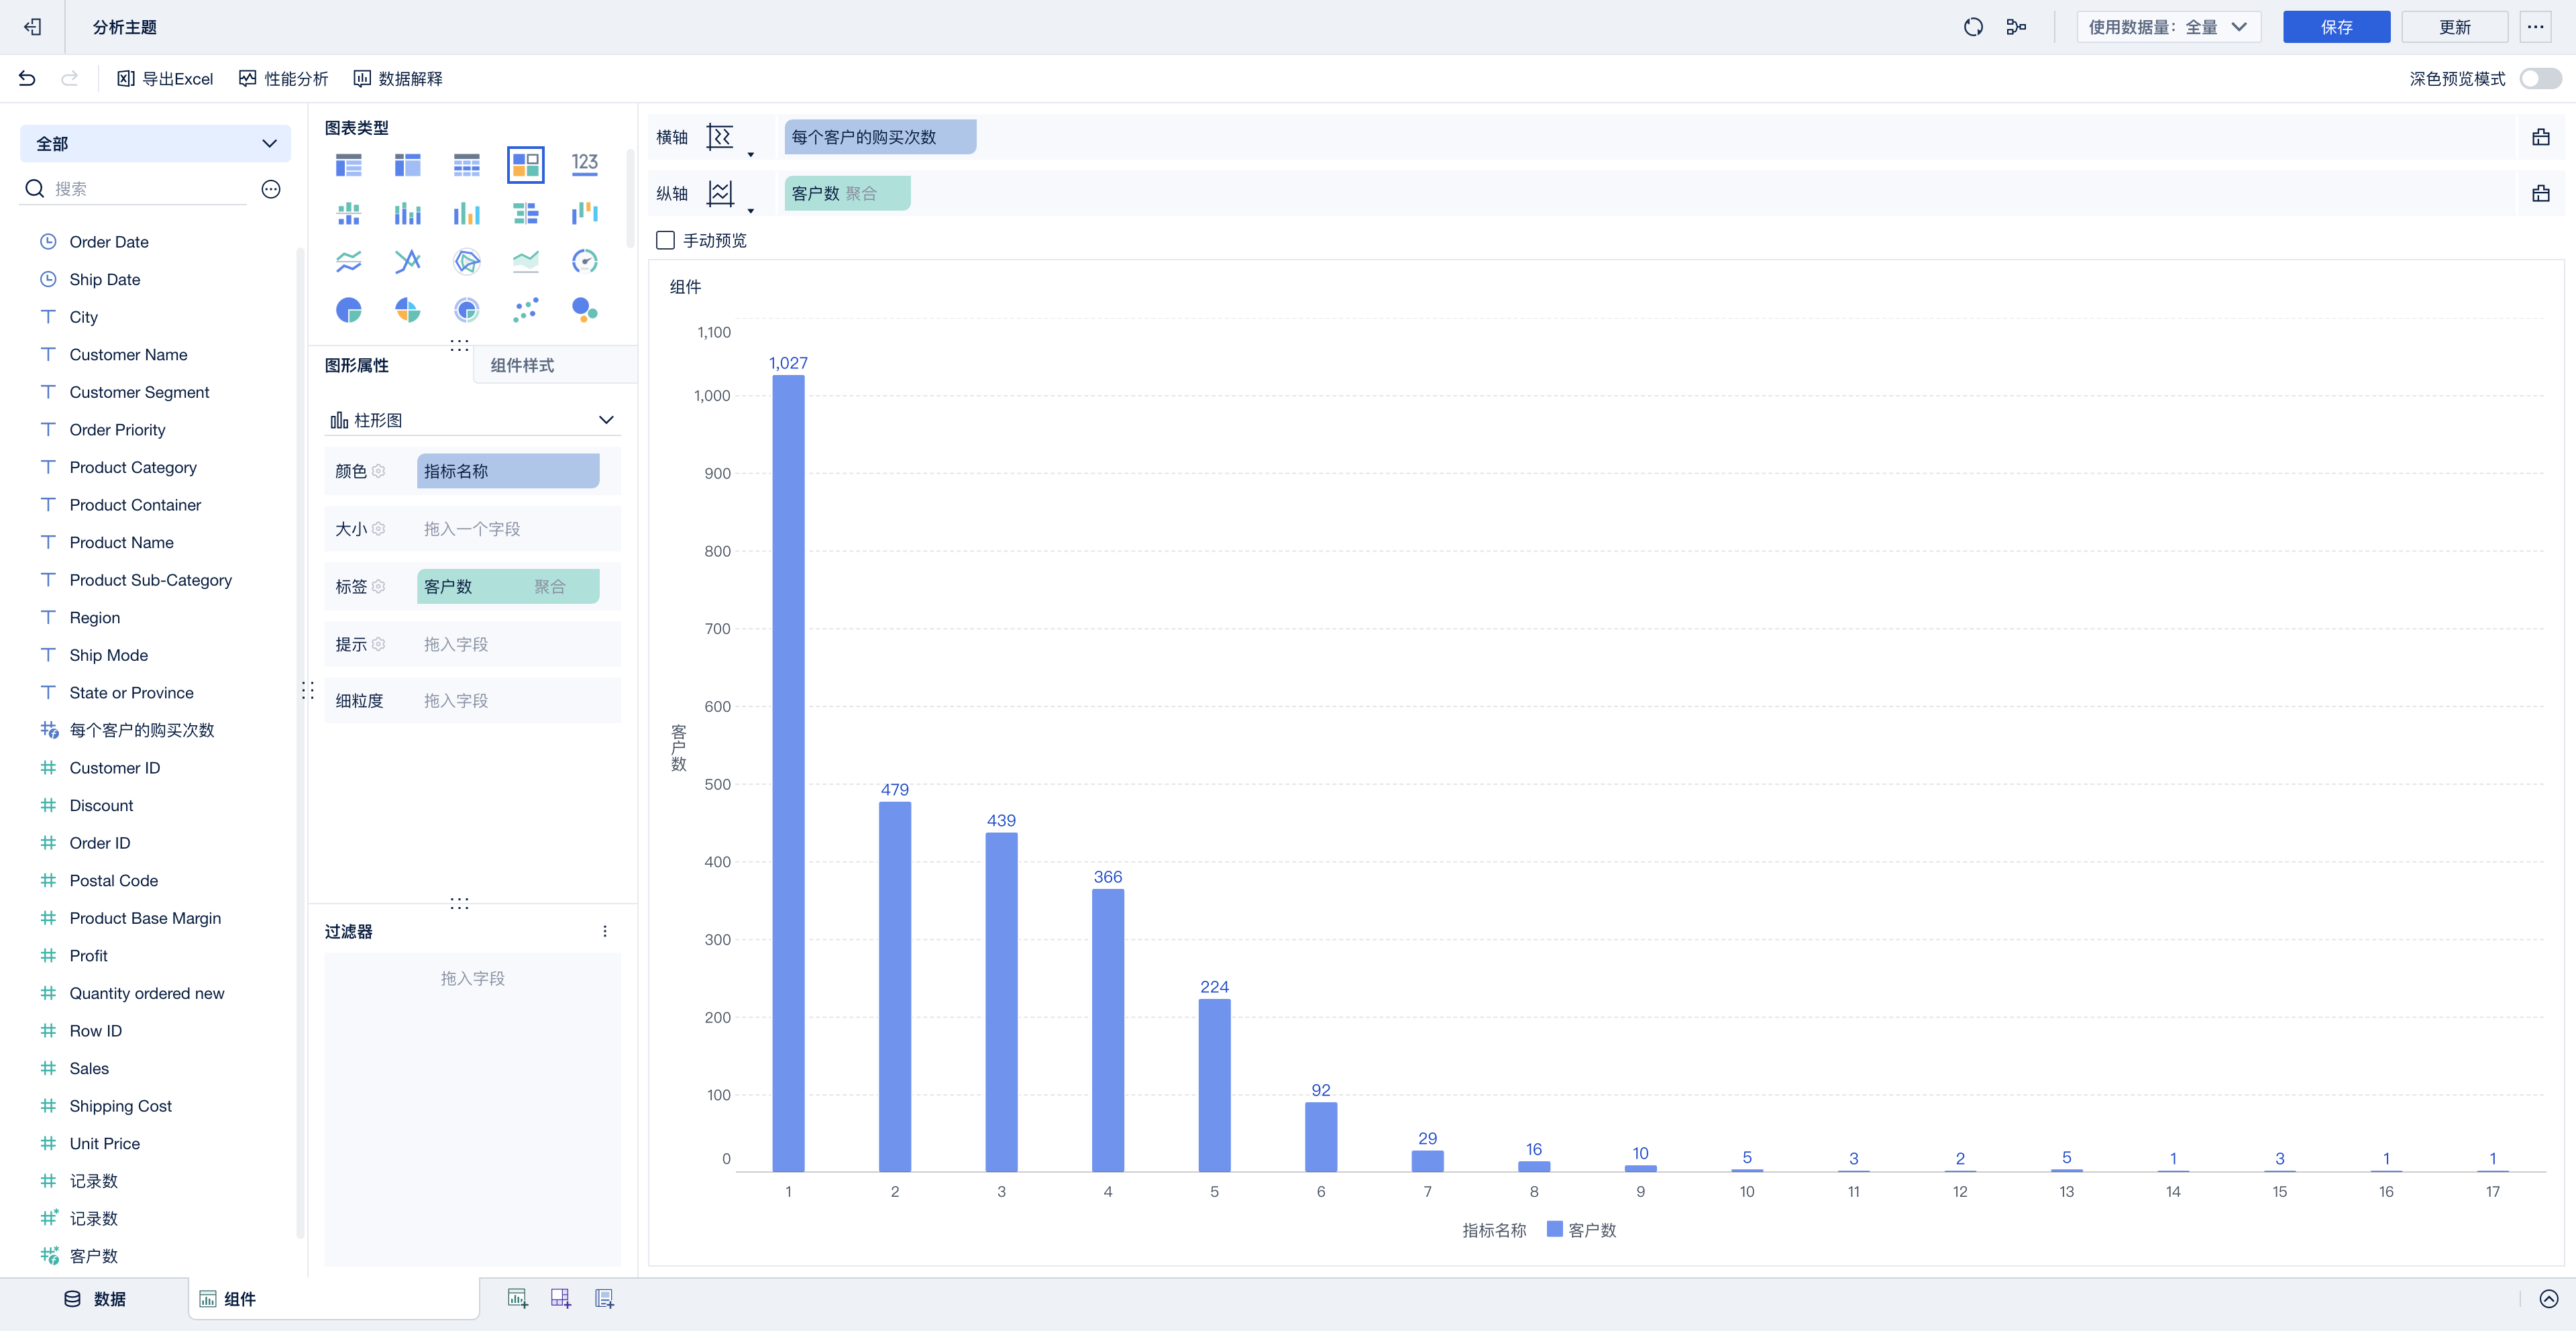 分析主题
使用数据量：全量
保存
更新
导出Excel
性能分析
数据解释
深色预览模式
全部
搜索
Order Date
Ship Date
City
Customer Name
Customer Segment
Order Priority
Product Category
Product Container
Product Name
Product Sub-Category
Region
Ship Mode
State or Province
每个客户的购买次数
Customer ID
Discount
Order ID
Postal Code
Product Base Margin
Profit
Quantity ordered new
Row ID
Sales
Shipping Cost
Unit Price
记录数
记录数
客户数
图表类型
123
图形属性
组件样式
柱形图
颜色 指标名称
大小 拖入一个字段
标签 客户数 聚合
提示 拖入字段
细粒度 拖入字段
过滤器
拖入字段
横轴 每个客户的购买次数
纵轴 客户数 聚合
手动预览
组件
1,100
1,000
900
800
700
600
500
400
300
200
100
0
客户数
1,027
479
439
366
224
92
29
16
10
5
3
2
5
1
3
1
1
1 2 3 4 5 6 7 8 9 10 11 12 13 14 15 16 17
指标名称 客户数
数据
组件